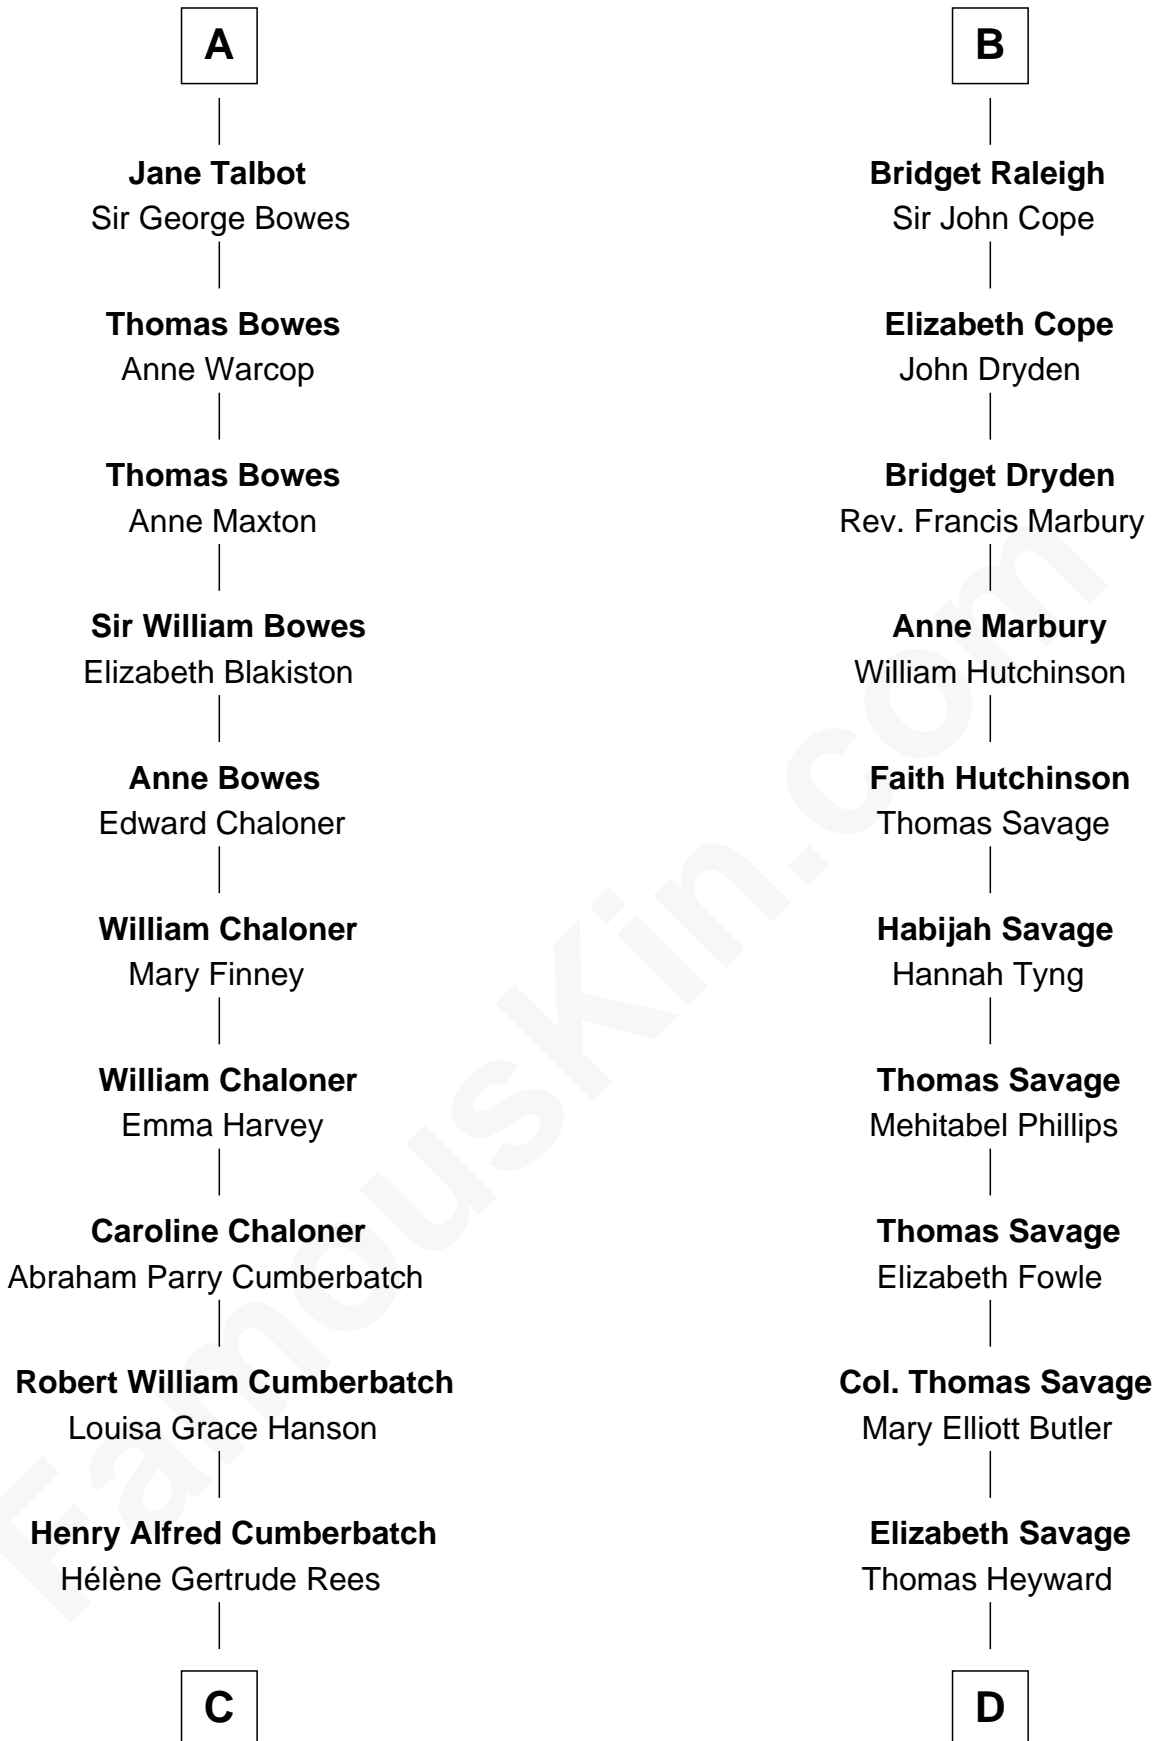 A
Jane Talbot
Sir George Bowes
Thomas Bowes
Anne Warcop
Thomas Bowes
Anne Maxton
Sir William Bowes
Elizabeth Blakiston
Anne Bowes
Edward Chaloner
William Chaloner
Mary Finney
William Chaloner
Emma Harvey
Caroline Chaloner
Abraham Parry Cumberbatch
Robert William Cumberbatch
Louisa Grace Hanson
Henry Alfred Cumberbatch
Hélène Gertrude Rees
C
B
Bridget Raleigh
Sir John Cope
Elizabeth Cope
John Dryden
Bridget Dryden
Rev. Francis Marbury
Anne Marbury
William Hutchinson
Faith Hutchinson
Thomas Savage
Habijah Savage
Hannah Tyng
Thomas Savage
Mehitabel Phillips
Thomas Savage
Elizabeth Fowle
Col. Thomas Savage
Mary Elliott Butler
Elizabeth Savage
Thomas Heyward
D
FamousKin.com